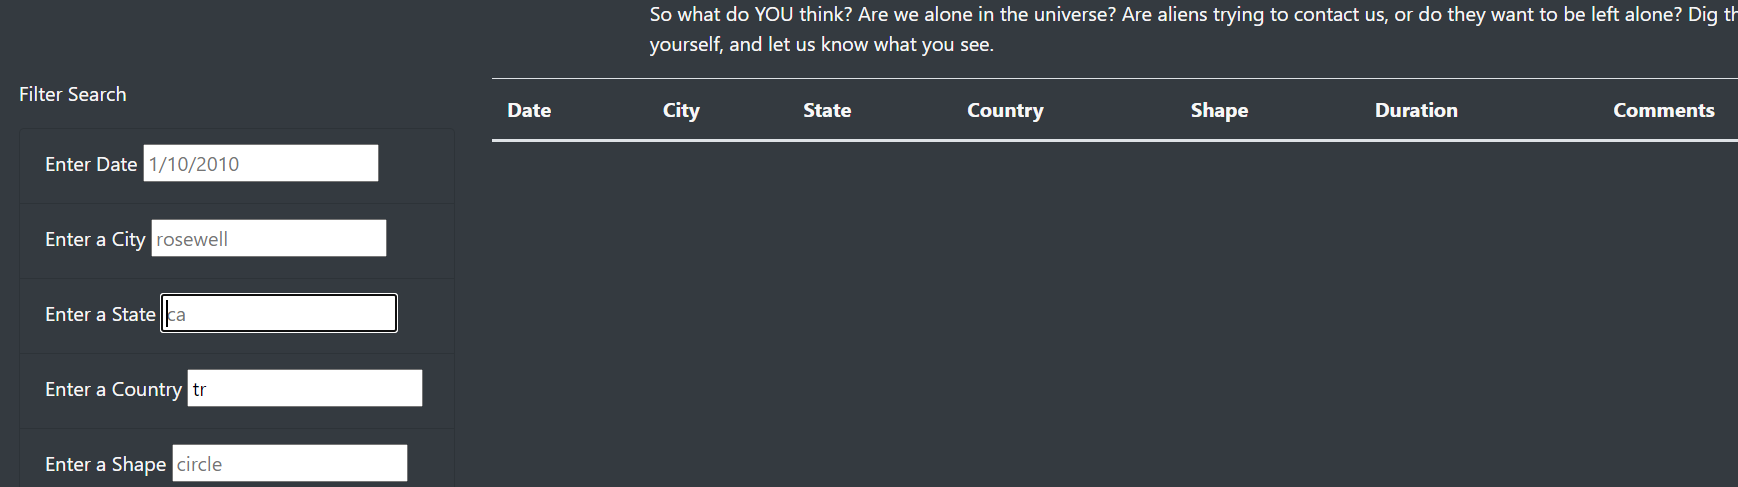 So what do YOU think? Are we alone in the universe? Are aliens trying to contact us, or do they want to be left alone? Dig
yourself, and let us know what you see.
Filter Search
Date City State Country Shape Duration Comments
Enter Date 1/10/2010
Enter a City rosewell
Enter a State ca
Enter a Country tr
Enter a Shape circle